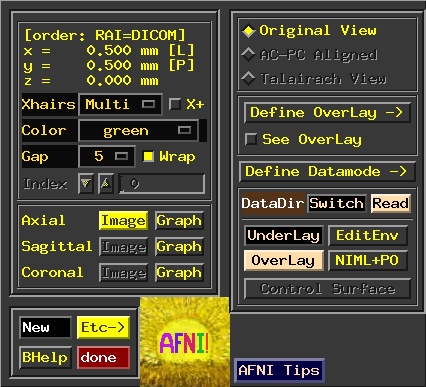 [order: RAI=DICOM]
x = 0.500 mm [L]
y = 0.500 mm [P]
z = 0.000 mm
Xhairs Multi X+
Color green
Gap 5 Wrap
Index 0
Axial Image Graph
Sagittal Image Graph
Coronal Image Graph
New Etc->
BHelp done
AFNI!
Original View
AC-PC Aligned
Talairach View
Define OverLay ->
See OverLay
Define Datamode ->
DataDir Switch Read
UnderLay EditEnv
OverLay NIML+PO
Control Surface
AFNI Tips